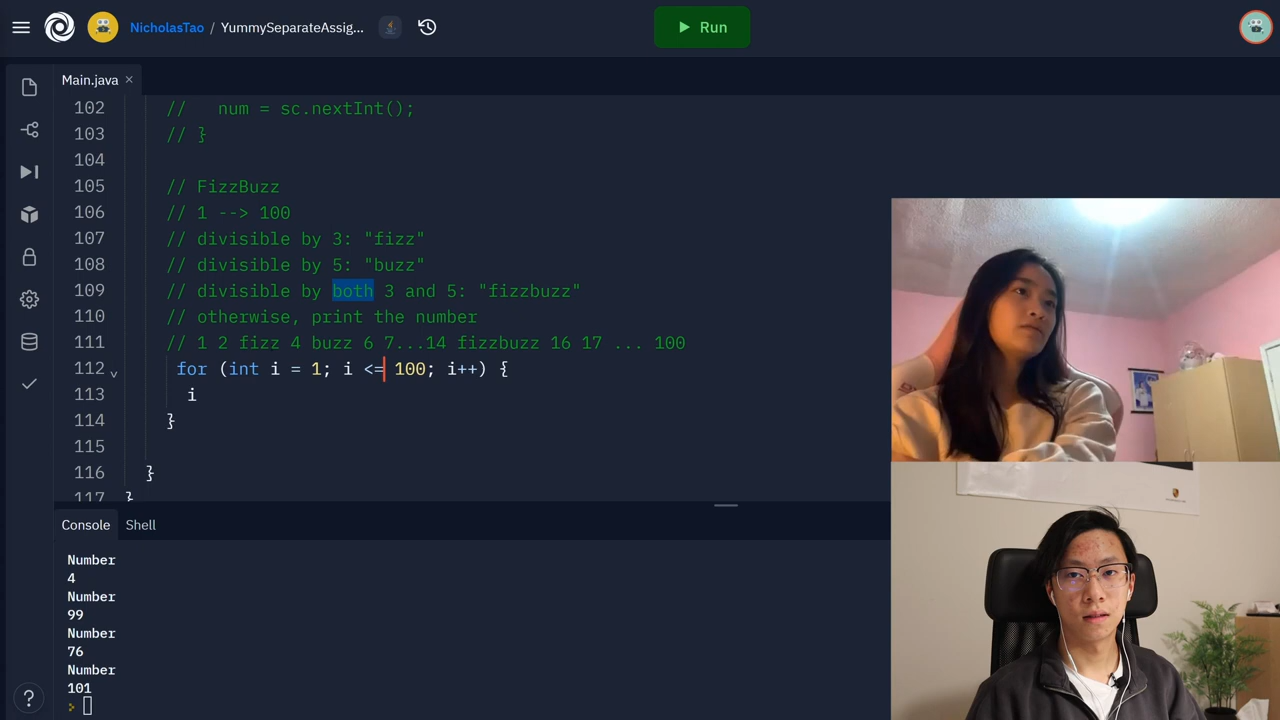 NicholasTao / YummySeparateAssig...
Run
Main.java ×
102 // num = sc.nextInt();
103 // }
104
105 // FizzBuzz
106 // 1 --> 100
107 // divisible by 3: "fizz"
108 // divisible by 5: "buzz"
109 // divisible by both 3 and 5: "fizzbuzz"
110 // otherwise, print the number
111 // 1 2 fizz 4 buzz 6 7...14 fizzbuzz 16 17 ... 100
112 for (int i = 1; i <= 100; i++) {
113 i
114 }
115
116 }
117 }
Console Shell
Number
4
Number
99
Number
76
Number
101
?